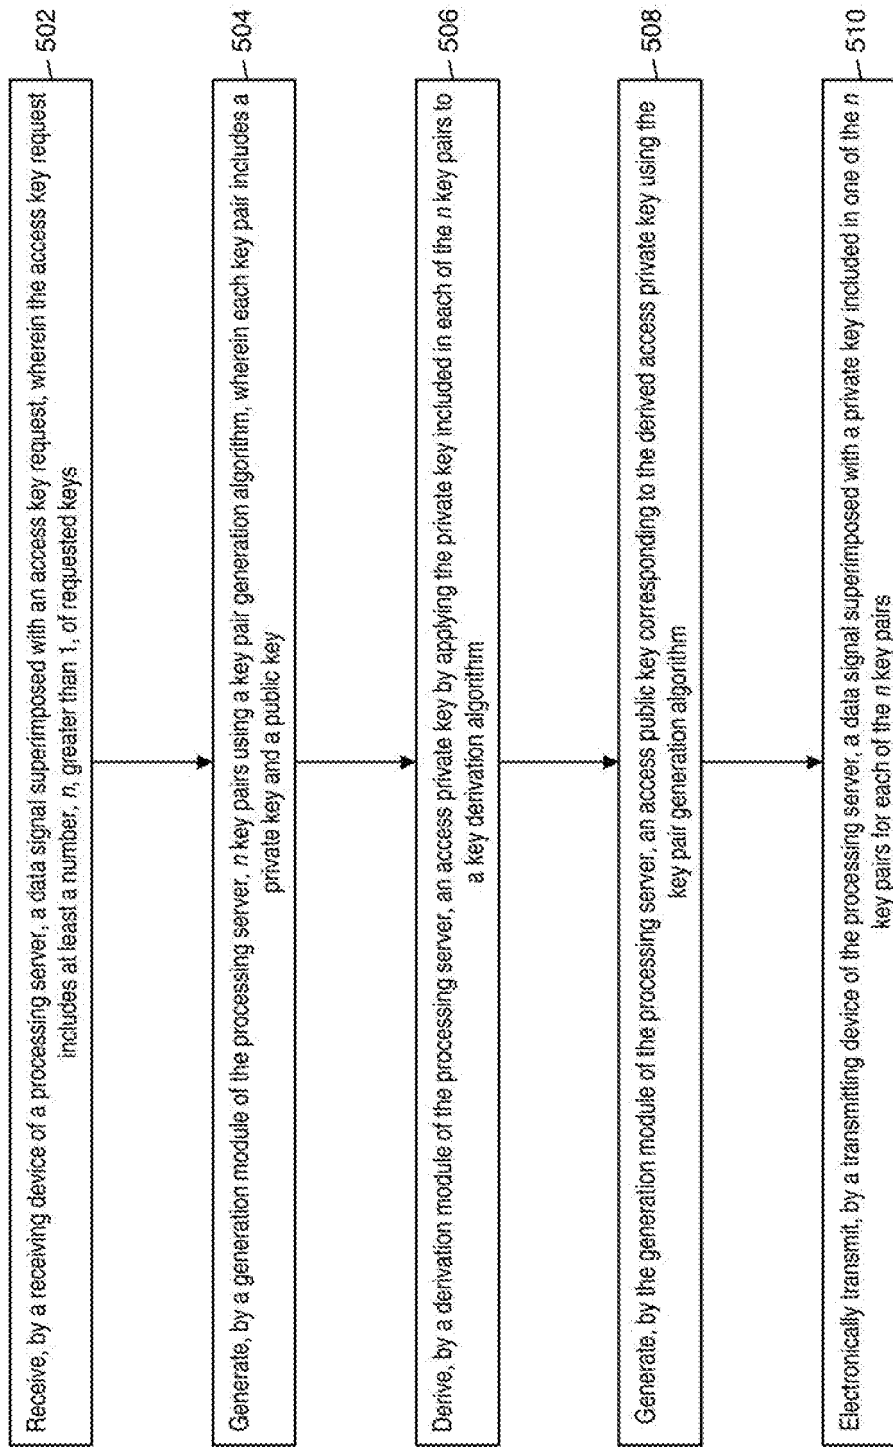 Receive, by a receiving device of a processing server, a data signal superimposed with an access key request, wherein the access key request
includes at least a number, n, greater than 1, of requested keys
502
Generate, by a generation module of the processing server, n key pairs using a key pair generation algorithm, wherein each key pair includes a
private key and a public key
504
Derive, by a derivation module of the processing server, an access private key by applying the private key included in each of the n key pairs to
a key derivation algorithm
506
Generate, by the generation module of the processing server, an access public key corresponding to the derived access private key using the
key pair generation algorithm
508
Electronically transmit, by a transmitting device of the processing server, a data signal superimposed with a private key included in one of the n
key pairs for each of the n key pairs
510